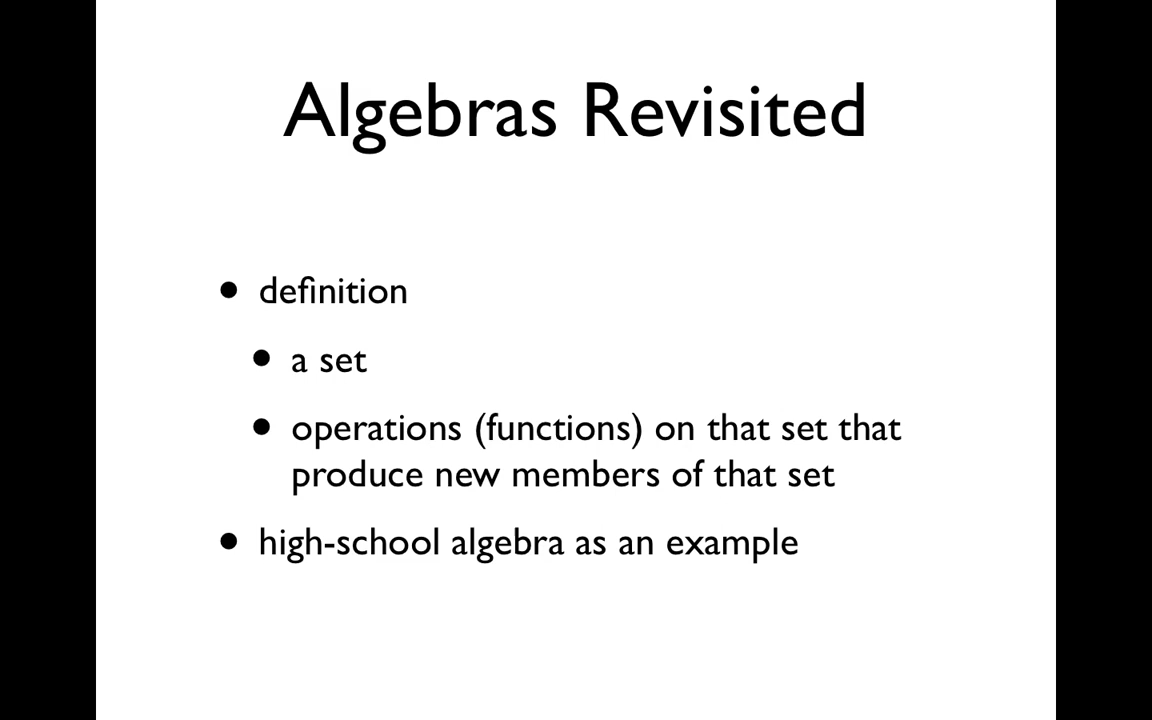 Algebras Revisited
• definition
• a set
• operations (functions) on that set that
produce new members of that set
• high-school algebra as an example